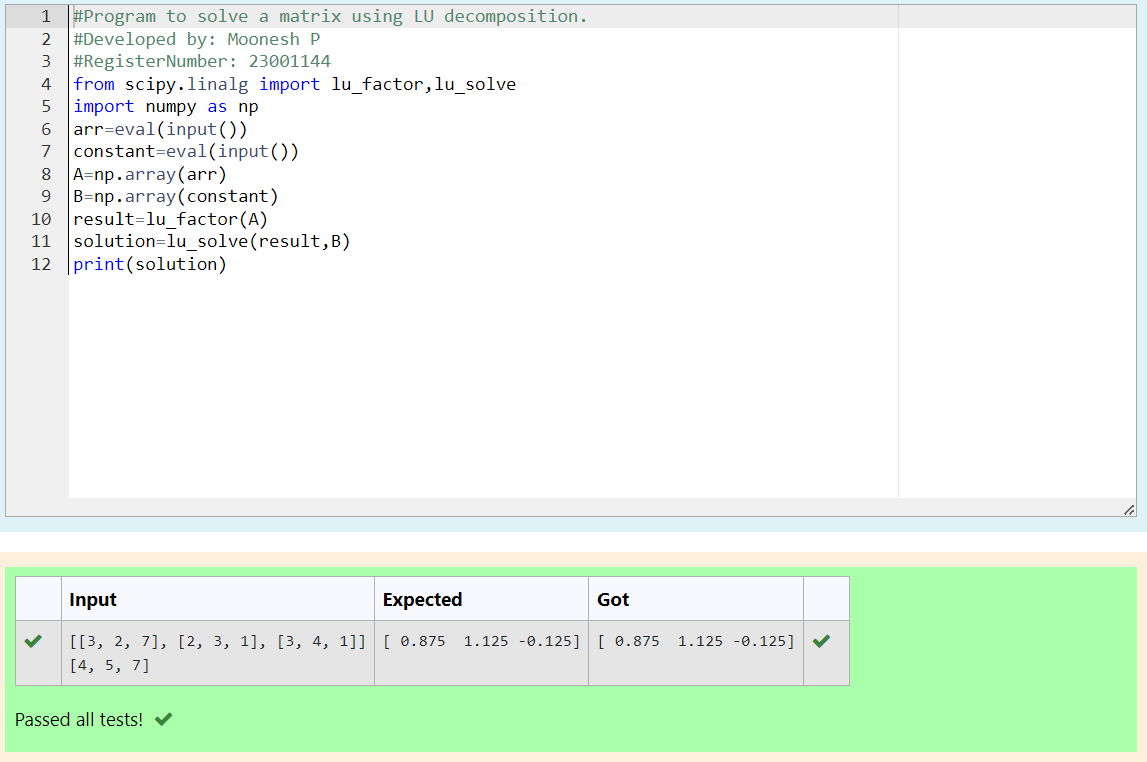 1 #Program to solve a matrix using LU decomposition.
2 #Developed by: Moonesh P
3 #RegisterNumber: 23001144
4 from scipy.linalg import lu_factor,lu_solve
5 import numpy as np
6 arr=eval(input())
7 constant=eval(input())
8 A=np.array(arr)
9 B=np.array(constant)
10 result=lu_factor(A)
11 solution=lu_solve(result,B)
12 print(solution)
Input Expected Got
[[3, 2, 7], [2, 3, 1], [3, 4, 1]] [ 0.875  1.125 -0.125] [ 0.875  1.125 -0.125]
[4, 5, 7]
Passed all tests!